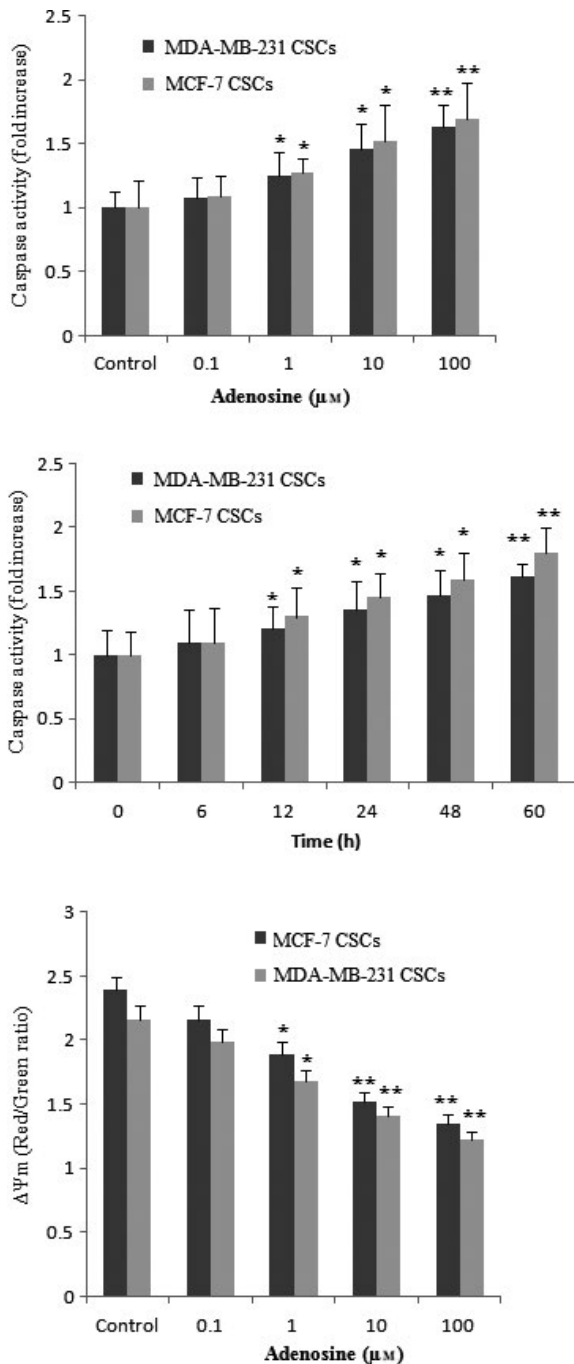 2.5
MDA-MB-231 CSCs
MCF-7 CSCs
2
1.5
1
0.5
0
* * * * ** **
Caspase activity (fold increase)
Control 0.1 1 10 100
Adenosine (µM)
2.5
MDA-MB-231 CSCs
MCF-7 CSCs
2
1.5
1
0.5
0
* * * * * * ** **
Caspase activity (fold increase)
0 6 12 24 48 60
Time (h)
3
MCF-7 CSCs
MDA-MB-231 CSCs
2.5
2
1.5
1
0.5
0
* * ** ** ** **
ΔΨm (Red/Green ratio)
Control 0.1 1 10 100
Adenosine (µM)